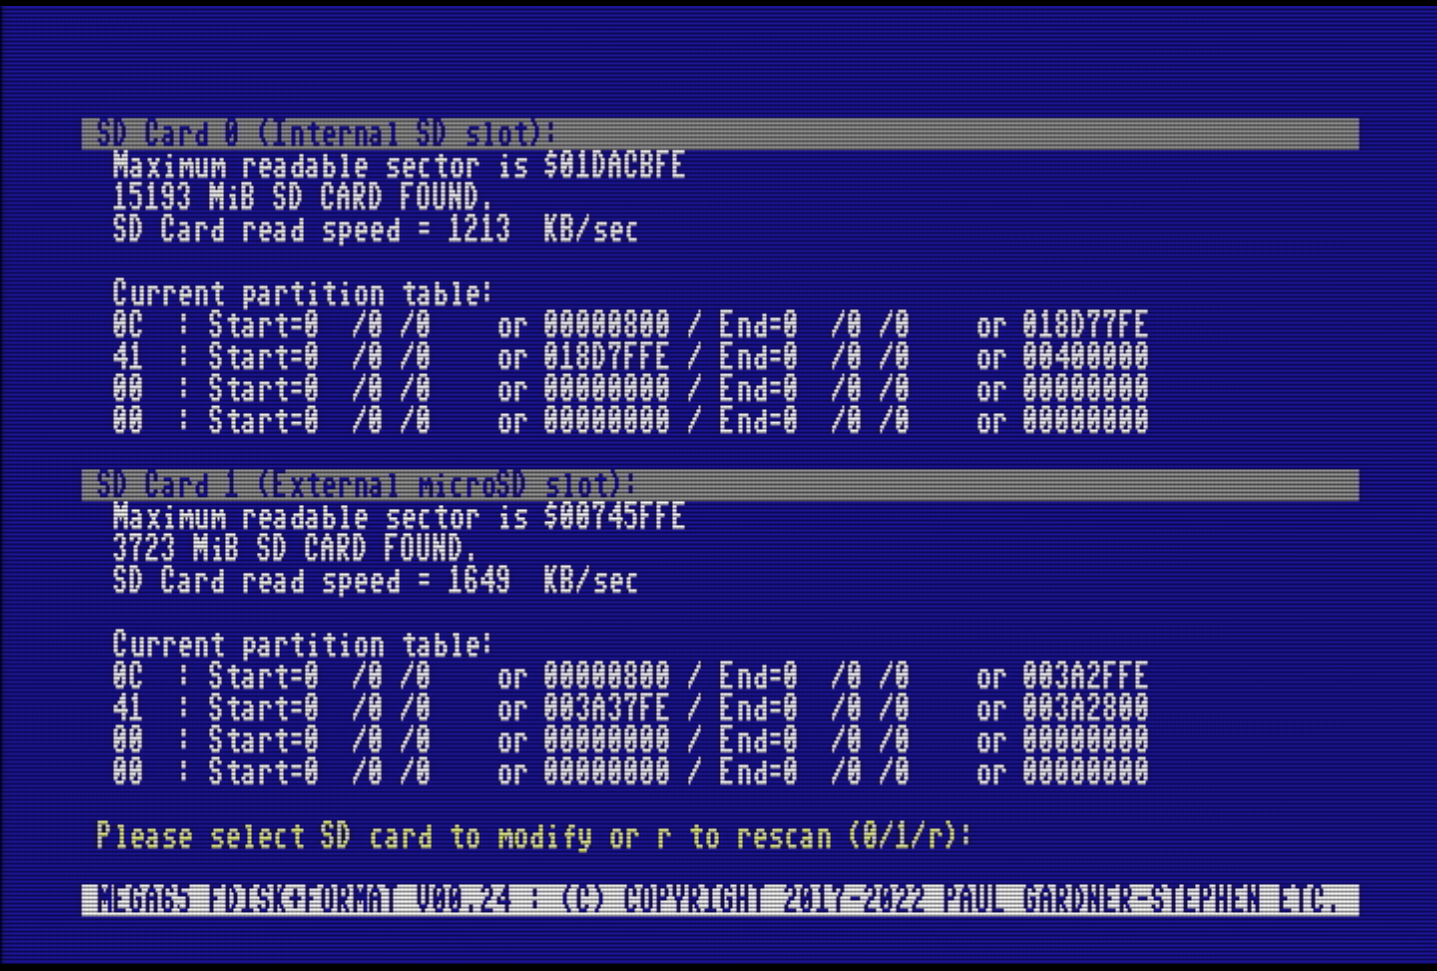 SD Card 0 (Internal SD slot):
Maximum readable sector is $01DACBFE
15193 MiB SD CARD FOUND.
SD Card read speed = 1213  KB/sec
Current partition table:
0C  : Start=0  /0 /0    or 00000800 / End=0  /0 /0    or 018D77FE
41  : Start=0  /0 /0    or 018D7FFE / End=0  /0 /0    or 00400000
00  : Start=0  /0 /0    or 00000000 / End=0  /0 /0    or 00000000
00  : Start=0  /0 /0    or 00000000 / End=0  /0 /0    or 00000000
SD Card 1 (External microSD slot):
Maximum readable sector is $00745FFE
3723 MiB SD CARD FOUND.
SD Card read speed = 1649  KB/sec
Current partition table:
0C  : Start=0  /0 /0    or 00000800 / End=0  /0 /0    or 003A2FFE
41  : Start=0  /0 /0    or 003A37FE / End=0  /0 /0    or 003A2800
00  : Start=0  /0 /0    or 00000000 / End=0  /0 /0    or 00000000
00  : Start=0  /0 /0    or 00000000 / End=0  /0 /0    or 00000000
Please select SD card to modify or r to rescan (0/1/r):
MEGA65 FDISK+FORMAT V00.24 : (C) COPYRIGHT 2017-2022 PAUL GARDNER-STEPHEN ETC.